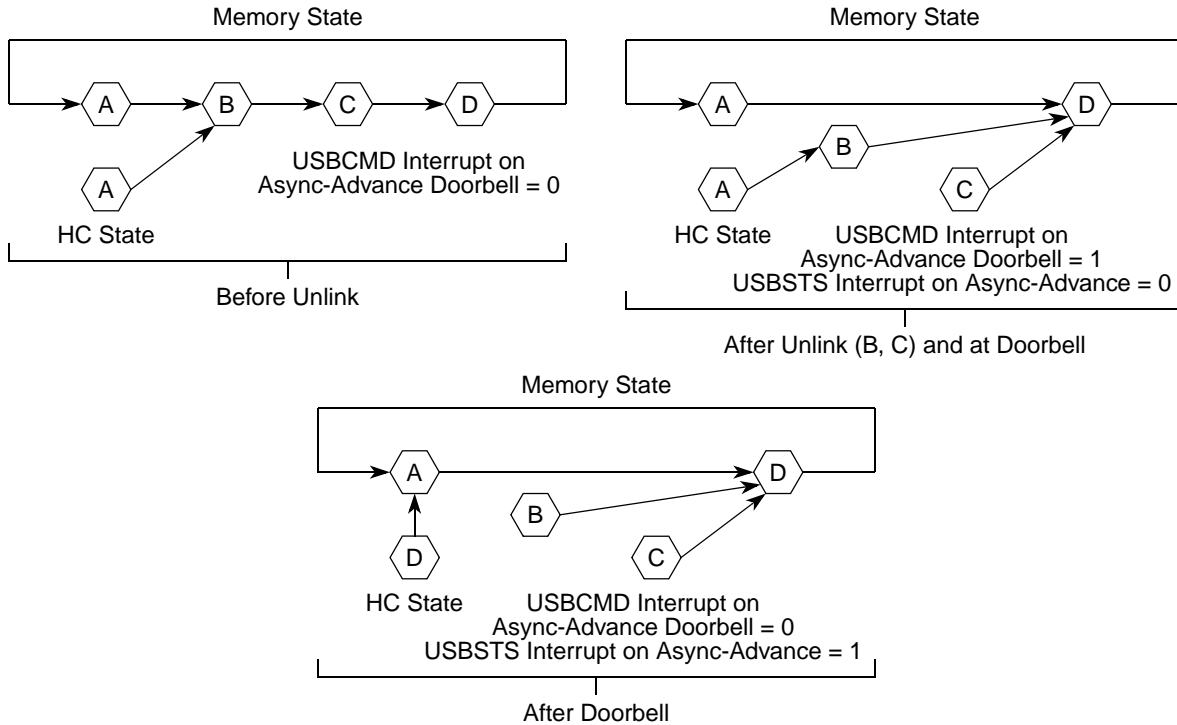 Memory State
A
B
C
D
A
HC State
USBCMD Interrupt on
Async-Advance Doorbell = 0
Before Unlink
Memory State
A
D
B
A
C
HC State
USBCMD Interrupt on
Async-Advance Doorbell = 1
USBSTS Interrupt on Async-Advance = 0
After Unlink (B, C) and at Doorbell
Memory State
A
D
B
D
C
HC State
USBCMD Interrupt on
Async-Advance Doorbell = 0
USBSTS Interrupt on Async-Advance = 1
After Doorbell